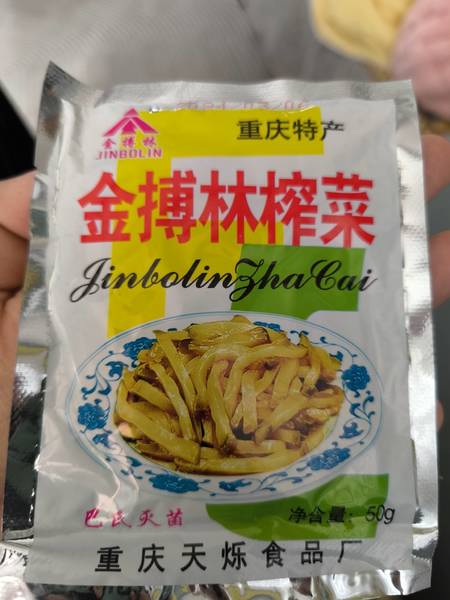 重庆特产
金搏林
JINBOLIN
金搏林榨菜
JinbolinZhaCai
巴氏灭菌
净含量：50g
重庆天烁食品厂